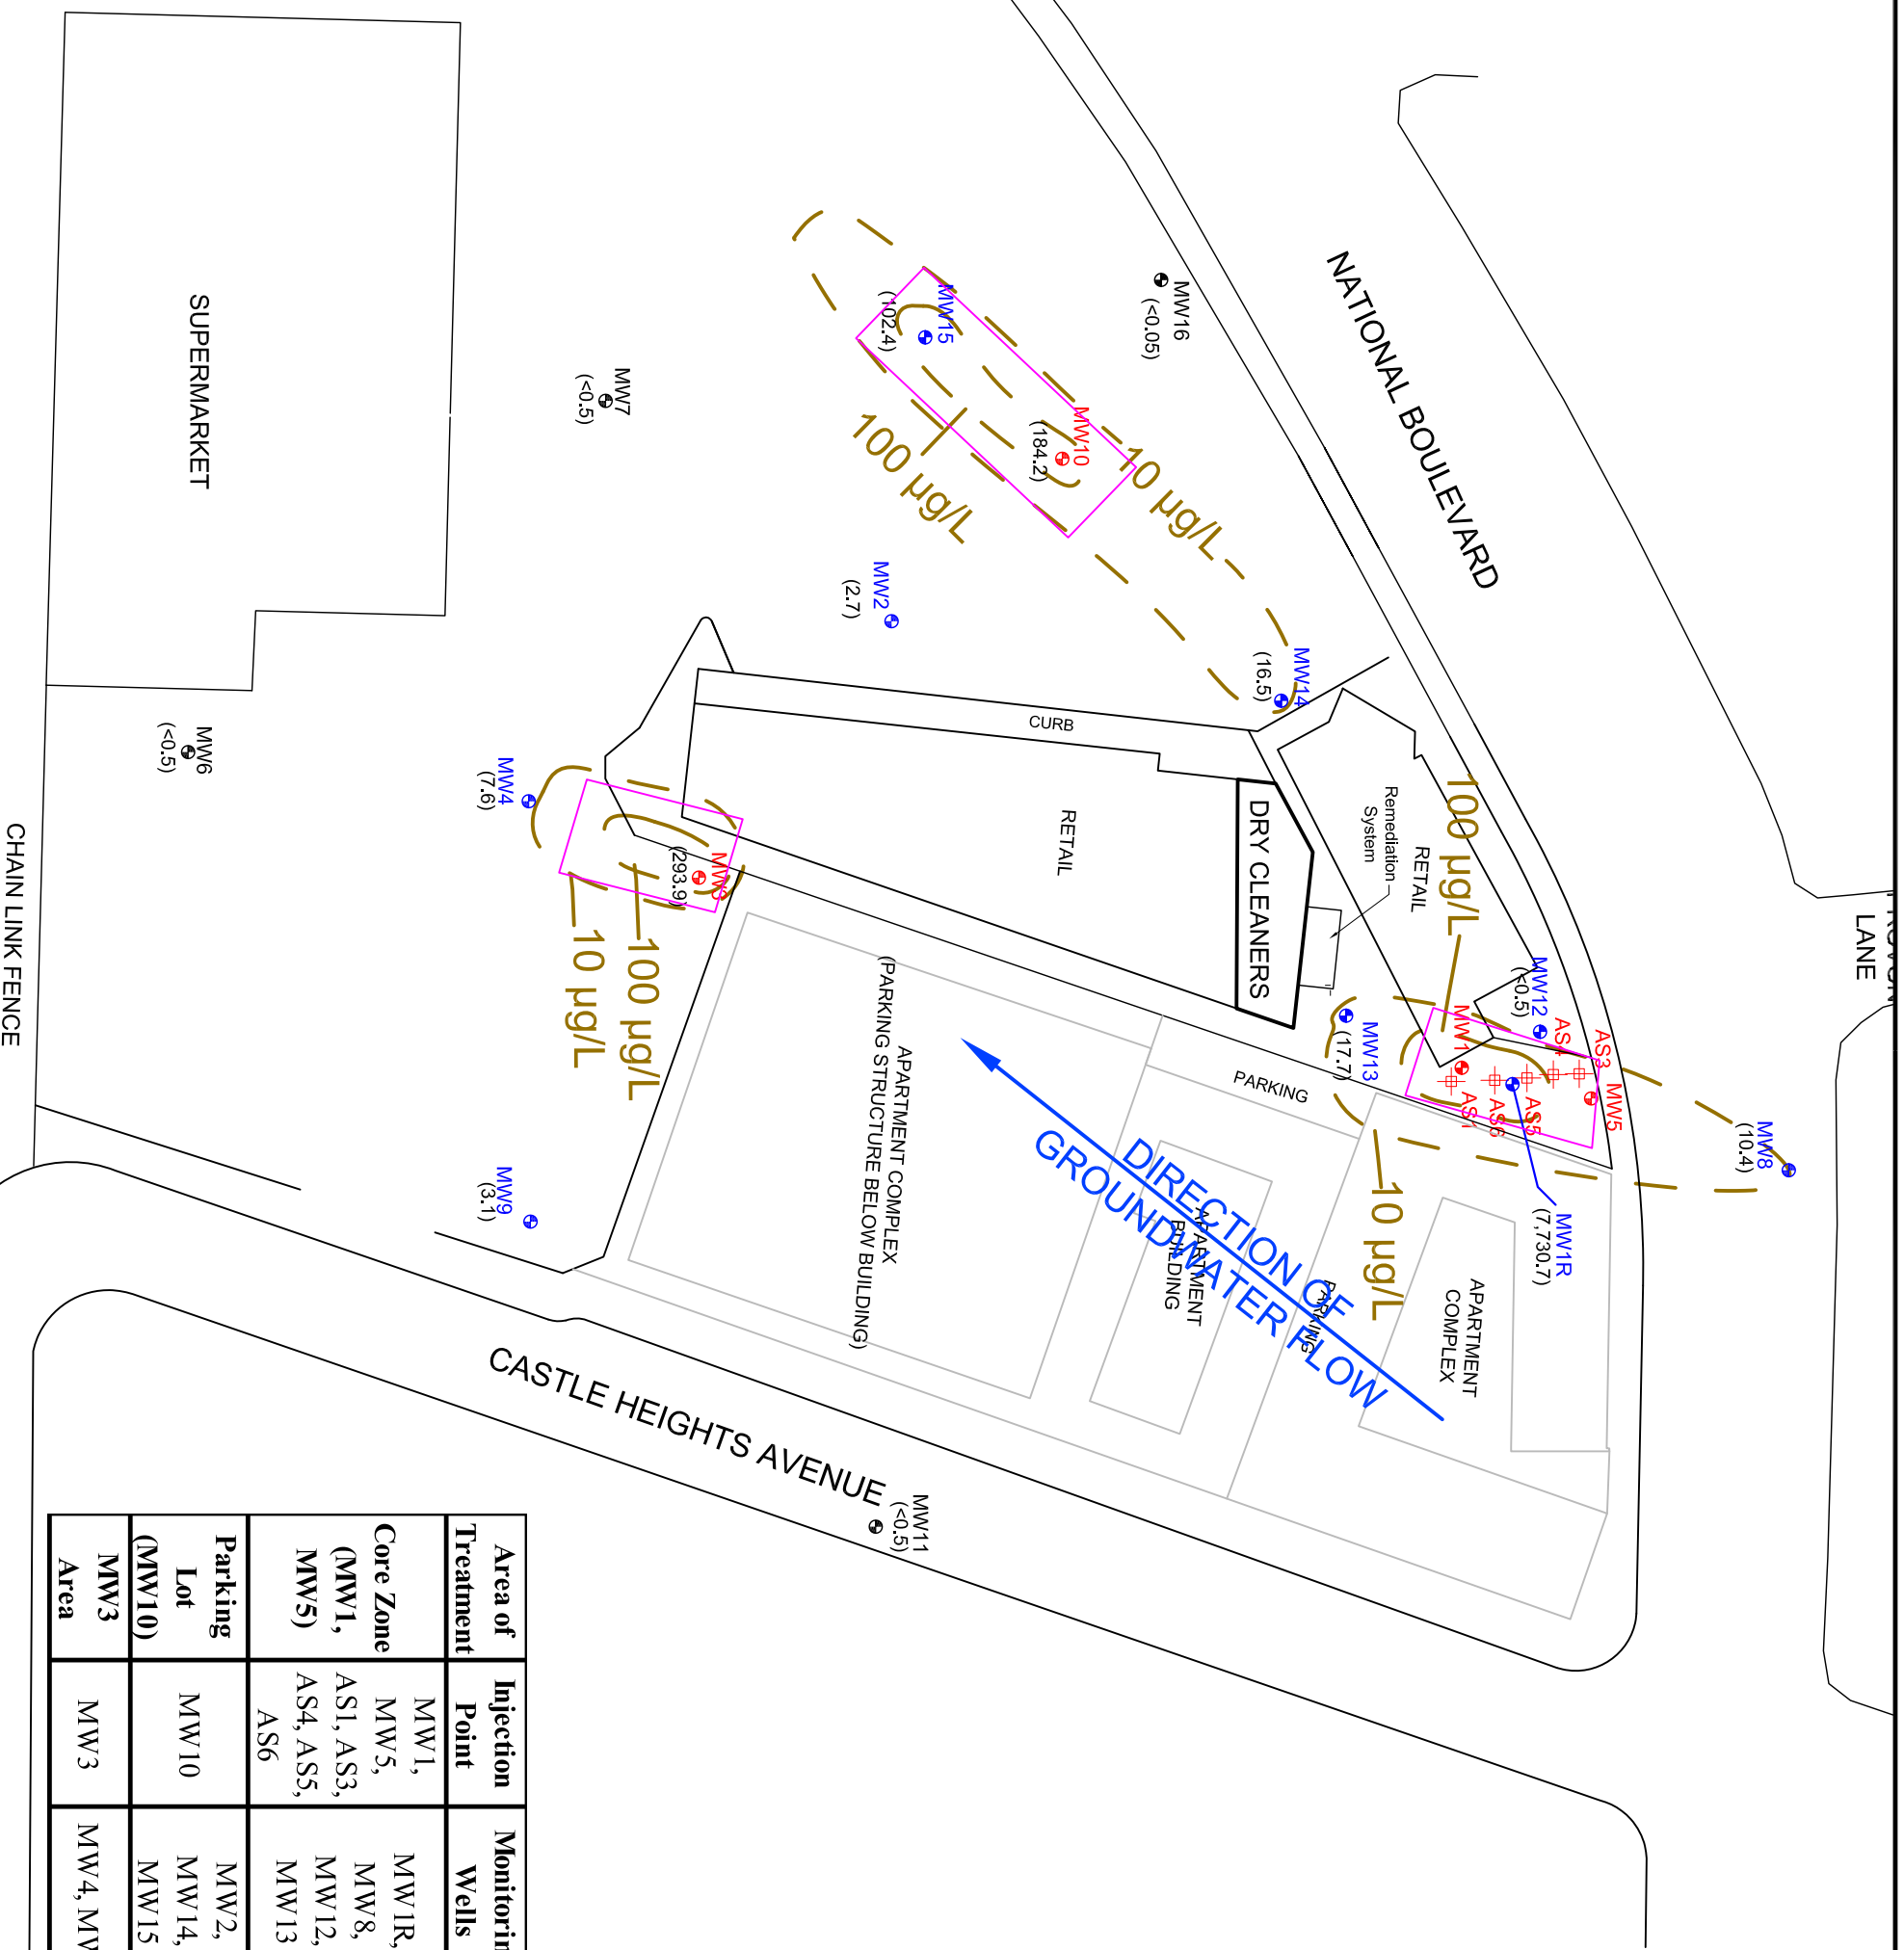 NATIONAL BOULEVARD
LANE
MW16
(<0.05)
MW15
(102.4)
MW10
(184.2)
10 µg/L
100 µg/L
SUPERMARKET
MW7
(<0.5)
MW2
(2.7)
MW14
(16.5)
MW6
(<0.5)
MW4
(7.6)
CURB
RETAIL
DRY CLEANERS
Remediation
System
RETAIL
100 µg/L
MW12
(<0.5)
AS4
AS3
MW5
MW1
AS1
AS6
AS5
MW13
(17.7)
MW8
(10.4)
MW1R
(7,730.7)
10 µg/L
(293.9)
100 µg/L
10 µg/L
CHAIN LINK FENCE
APARTMENT COMPLEX
(PARKING STRUCTURE BELOW BUILDING)
PARKING
DIRECTION OF
GROUNDWATER FLOW
APARTMENT
BUILDING
PARKING
APARTMENT
COMPLEX
MW9
(3.1)
CASTLE HEIGHTS AVENUE
MW11
(<0.5)
Area of
Treatment
Injection
Point
Wells
Core Zone
(MW1,
MW5)
MW1,
MW5,
AS1, AS3,
AS4, AS5,
AS6
MW1R,
MW8,
MW12,
MW13
Parking
Lot
(MW10)
MW10
MW2,
MW14,
MW15
MW3
Area
MW3
MW4,